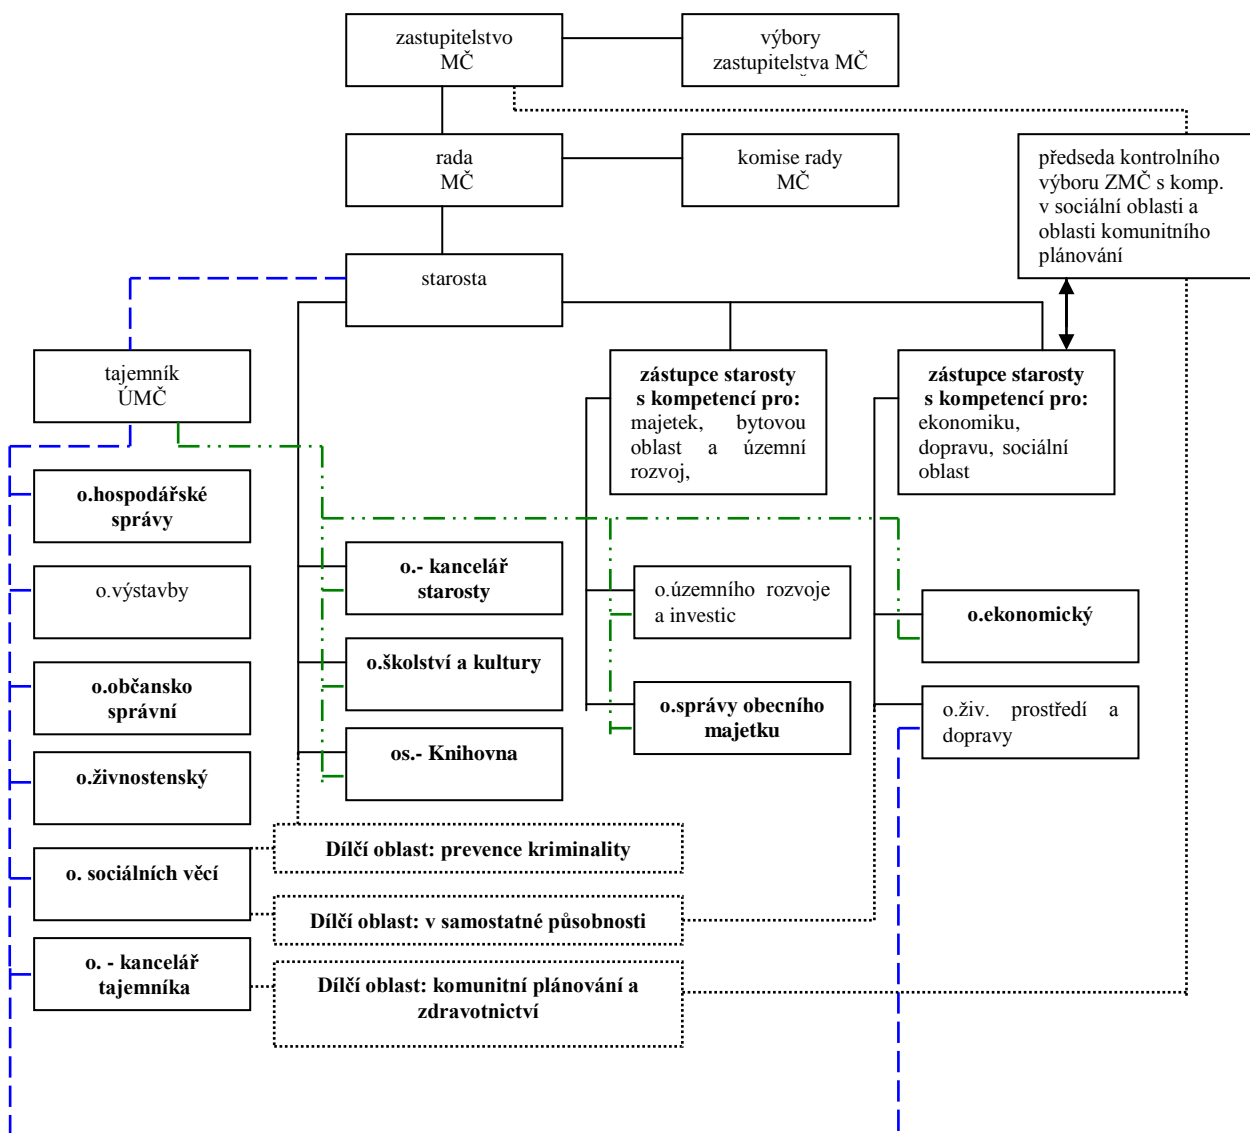 zastupitelstvo
MČ
výbory
zastupitelstva MČ
rada
MČ
komise rady
MČ
předseda kontrolního
výboru ZMČ s komp.
v sociální oblasti a
oblasti komunitního
plánování
starosta
tajemník
ÚMČ
zástupce starosty
s kompetencí pro:
majetek, bytovou
oblast a územní
rozvoj,
zástupce starosty
s kompetencí pro:
ekonomiku,
dopravu, sociální
oblast
o.hospodářské
správy
o.výstavby
o.občansko
správní
o.živnostenský
o. sociálních věcí
o. - kancelář
tajemníka
o.- kancelář
starosty
o.školství a kultury
os.- Knihovna
o.územního rozvoje
a investic
o.správy obecního
majetku
o.ekonomický
o.živ. prostředí a
dopravy
Dílčí oblast: prevence kriminality
Dílčí oblast: v samostatné působnosti
Dílčí oblast: komunitní plánování a
zdravotnictví